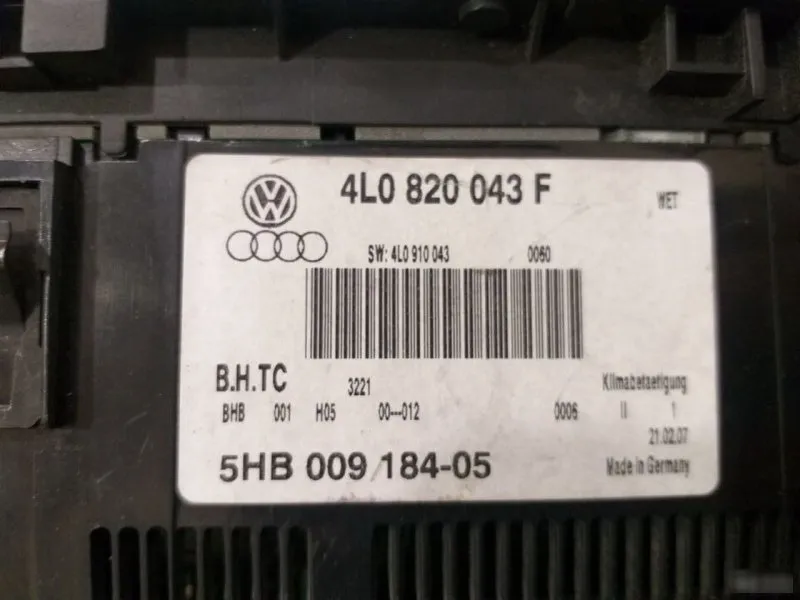 4L0 820 043 F
WET
SW: 4L0 910 043 0060
B.H.TC
3221
Klimabetaetigung
BHB 001 H05 00---012 0006 II 1
21.02.07
5HB 009 184-05
Made in Germany